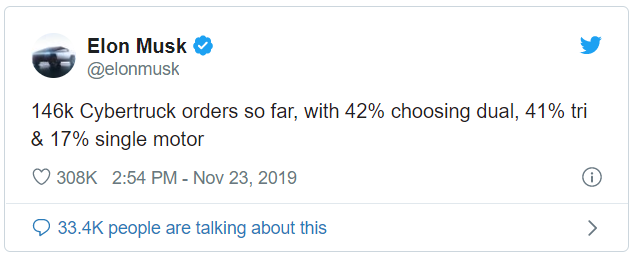 Elon Musk
@elonmusk
146k Cybertruck orders so far, with 42% choosing dual, 41% tri
& 17% single motor
308K 2:54 PM - Nov 23, 2019
33.4K people are talking about this